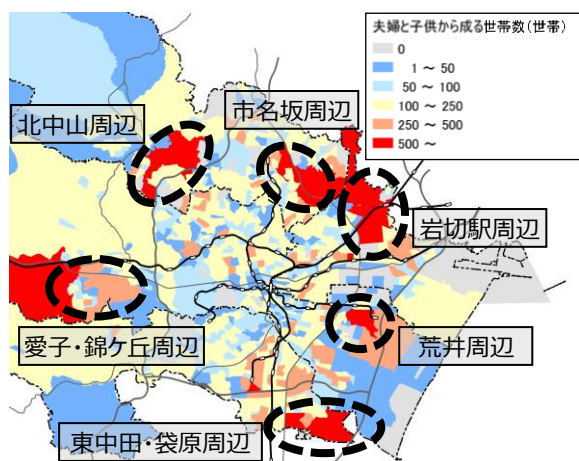 夫婦と子供から成る世帯数(世帯)
0
1 ～ 50
50 ～ 100
100 ～ 250
250 ～ 500
500 ～
北中山周辺
市名坂周辺
岩切駅周辺
愛子・錦ケ丘周辺
荒井周辺
東中田・袋原周辺